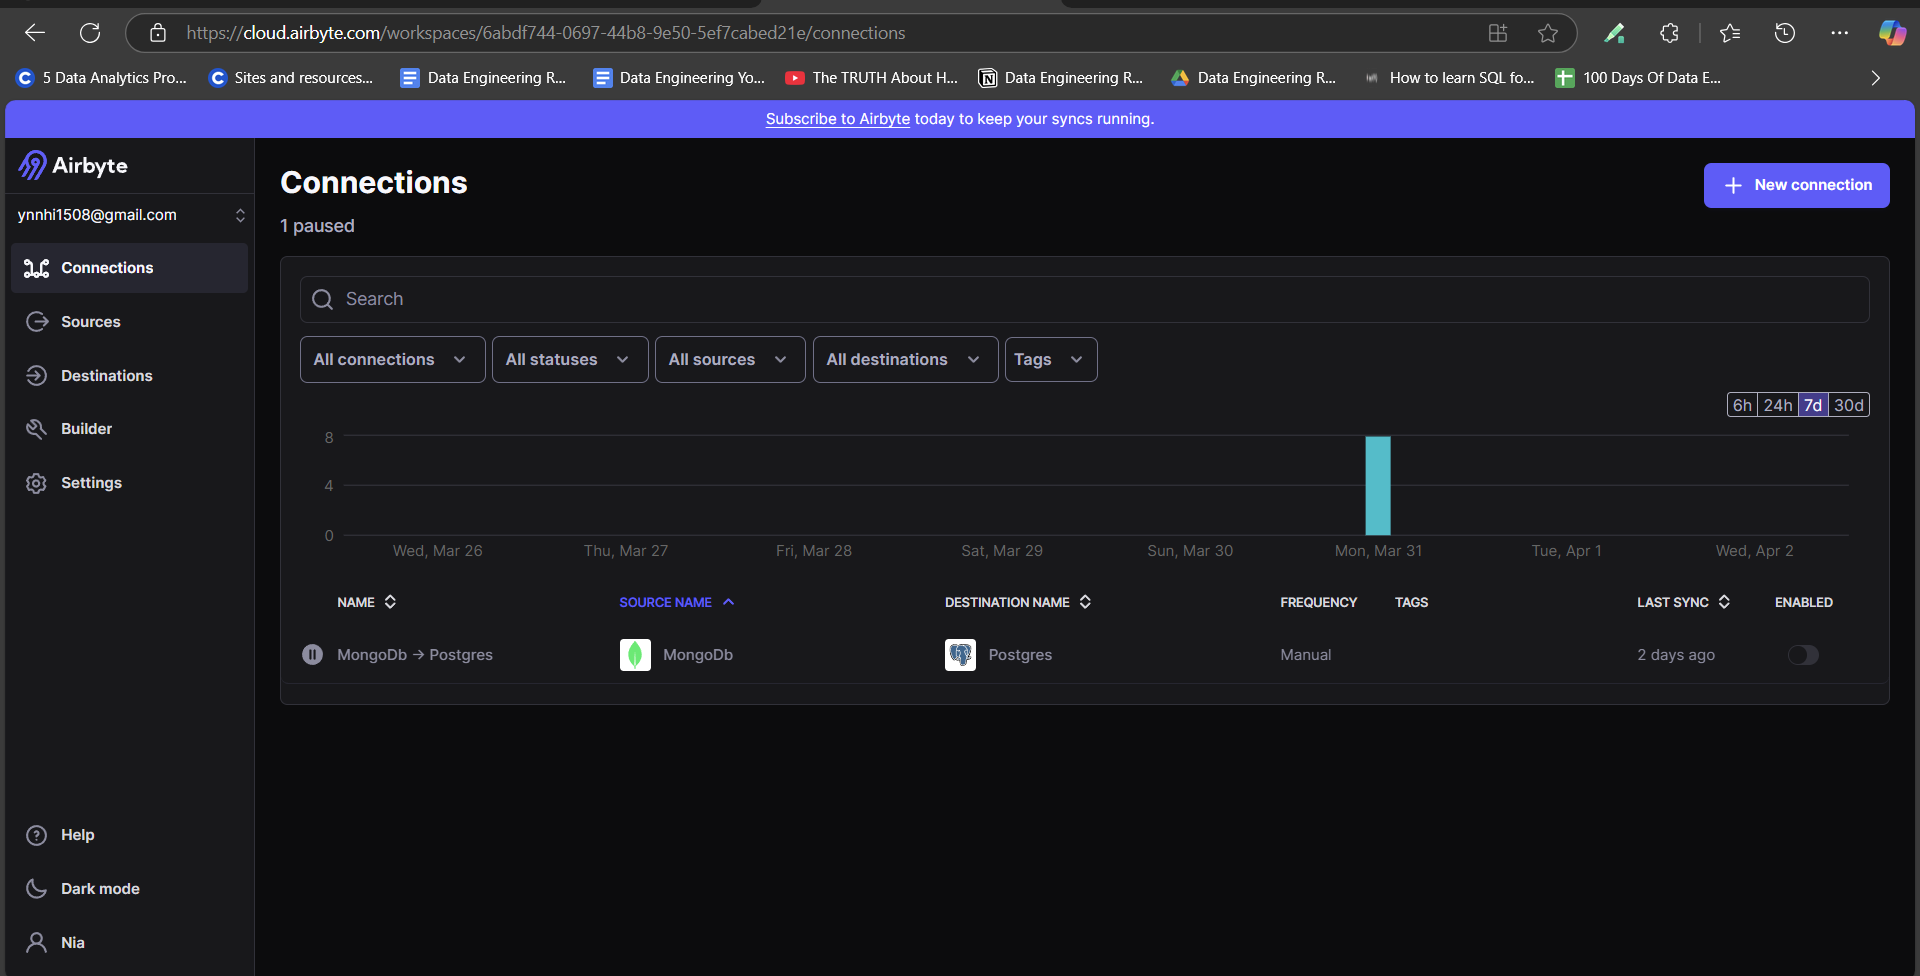 https://cloud.airbyte.com/workspaces/6abdf744-0697-44b8-9e50-5ef7cabed21e/connections
5 Data Analytics Pro... Sites and resources... Data Engineering R... Data Engineering Yo... The TRUTH About H... Data Engineering R... Data Engineering R... How to learn SQL fo... 100 Days Of Data E...
Subscribe to Airbyte today to keep your syncs running.
Airbyte
ynnhi1508@gmail.com
Connections
Sources
Destinations
Builder
Settings
Help
Dark mode
Nia
Connections
New connection
1 paused
Search
All connections All statuses All sources All destinations Tags
6h 24h 7d 30d
8
4
0
Wed, Mar 26 Thu, Mar 27 Fri, Mar 28 Sat, Mar 29 Sun, Mar 30 Mon, Mar 31 Tue, Apr 1 Wed, Apr 2
NAME SOURCE NAME DESTINATION NAME FREQUENCY TAGS LAST SYNC ENABLED
MongoDb → Postgres MongoDb Postgres Manual 2 days ago